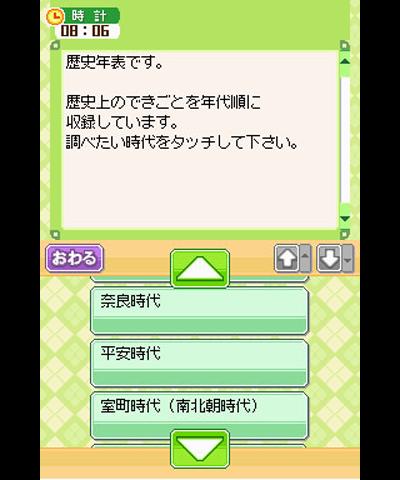 時計
08:06
歴史年表です。
歴史上のできごとを年代順に
収録しています。
調べたい時代をタッチして下さい。
おわる
奈良時代
平安時代
室町時代(南北朝時代)